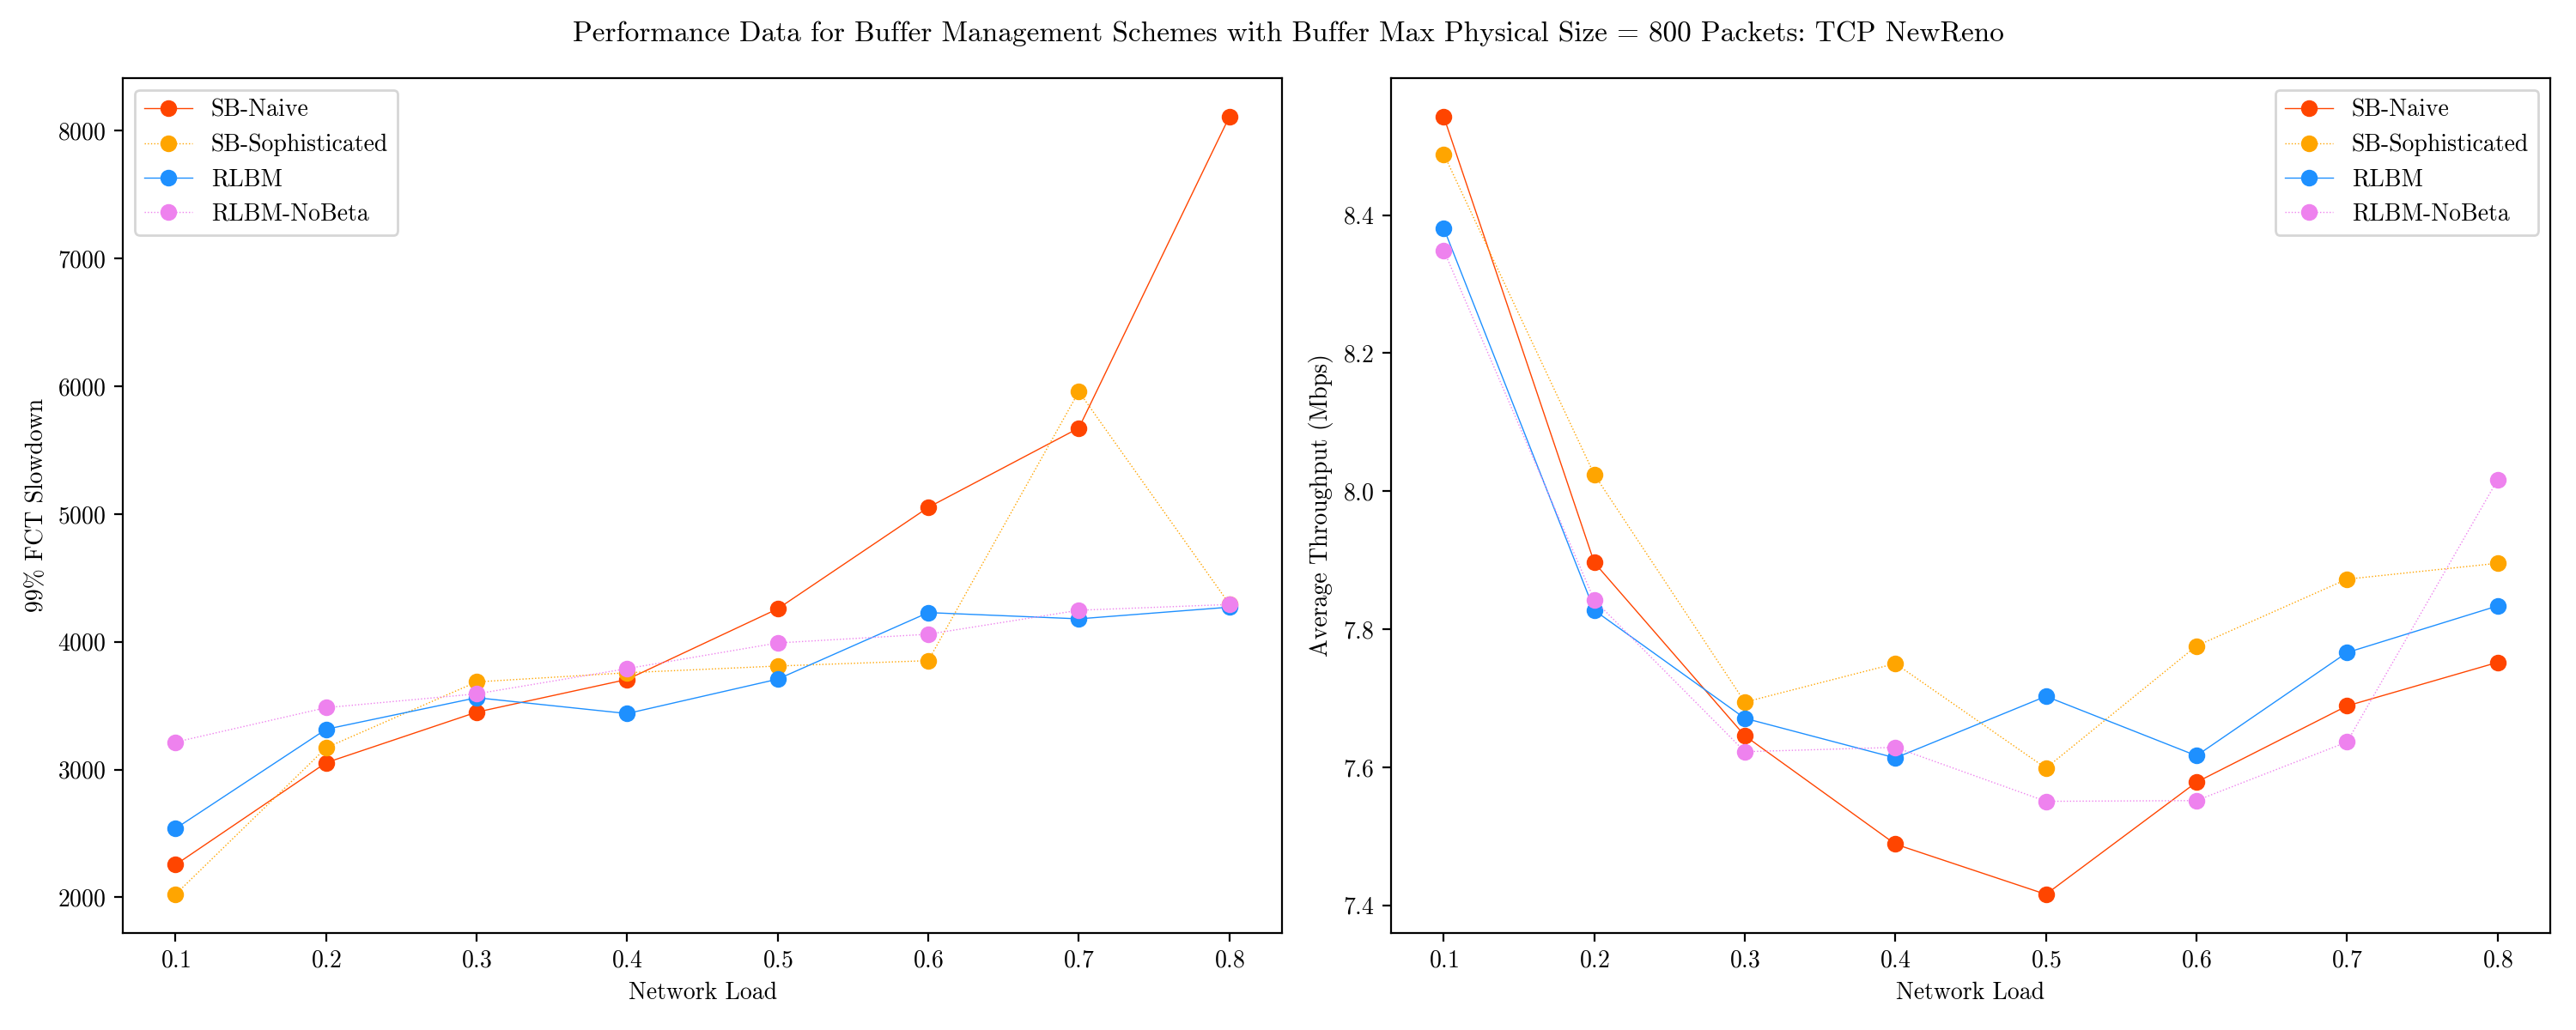 Performance Data for Buffer Management Schemes with Buffer Max Physical Size = 800 Packets: TCP NewReno
SB-Naive
SB-Sophisticated
RLBM
RLBM-NoBeta
8000
7000
6000
5000
4000
3000
2000
99% FCT Slowdown
0.1 0.2 0.3 0.4 0.5 0.6 0.7 0.8
Network Load
SB-Naive
SB-Sophisticated
RLBM
RLBM-NoBeta
8.4
8.2
8.0
7.8
7.6
7.4
Average Throughput (Mbps)
0.1 0.2 0.3 0.4 0.5 0.6 0.7 0.8
Network Load